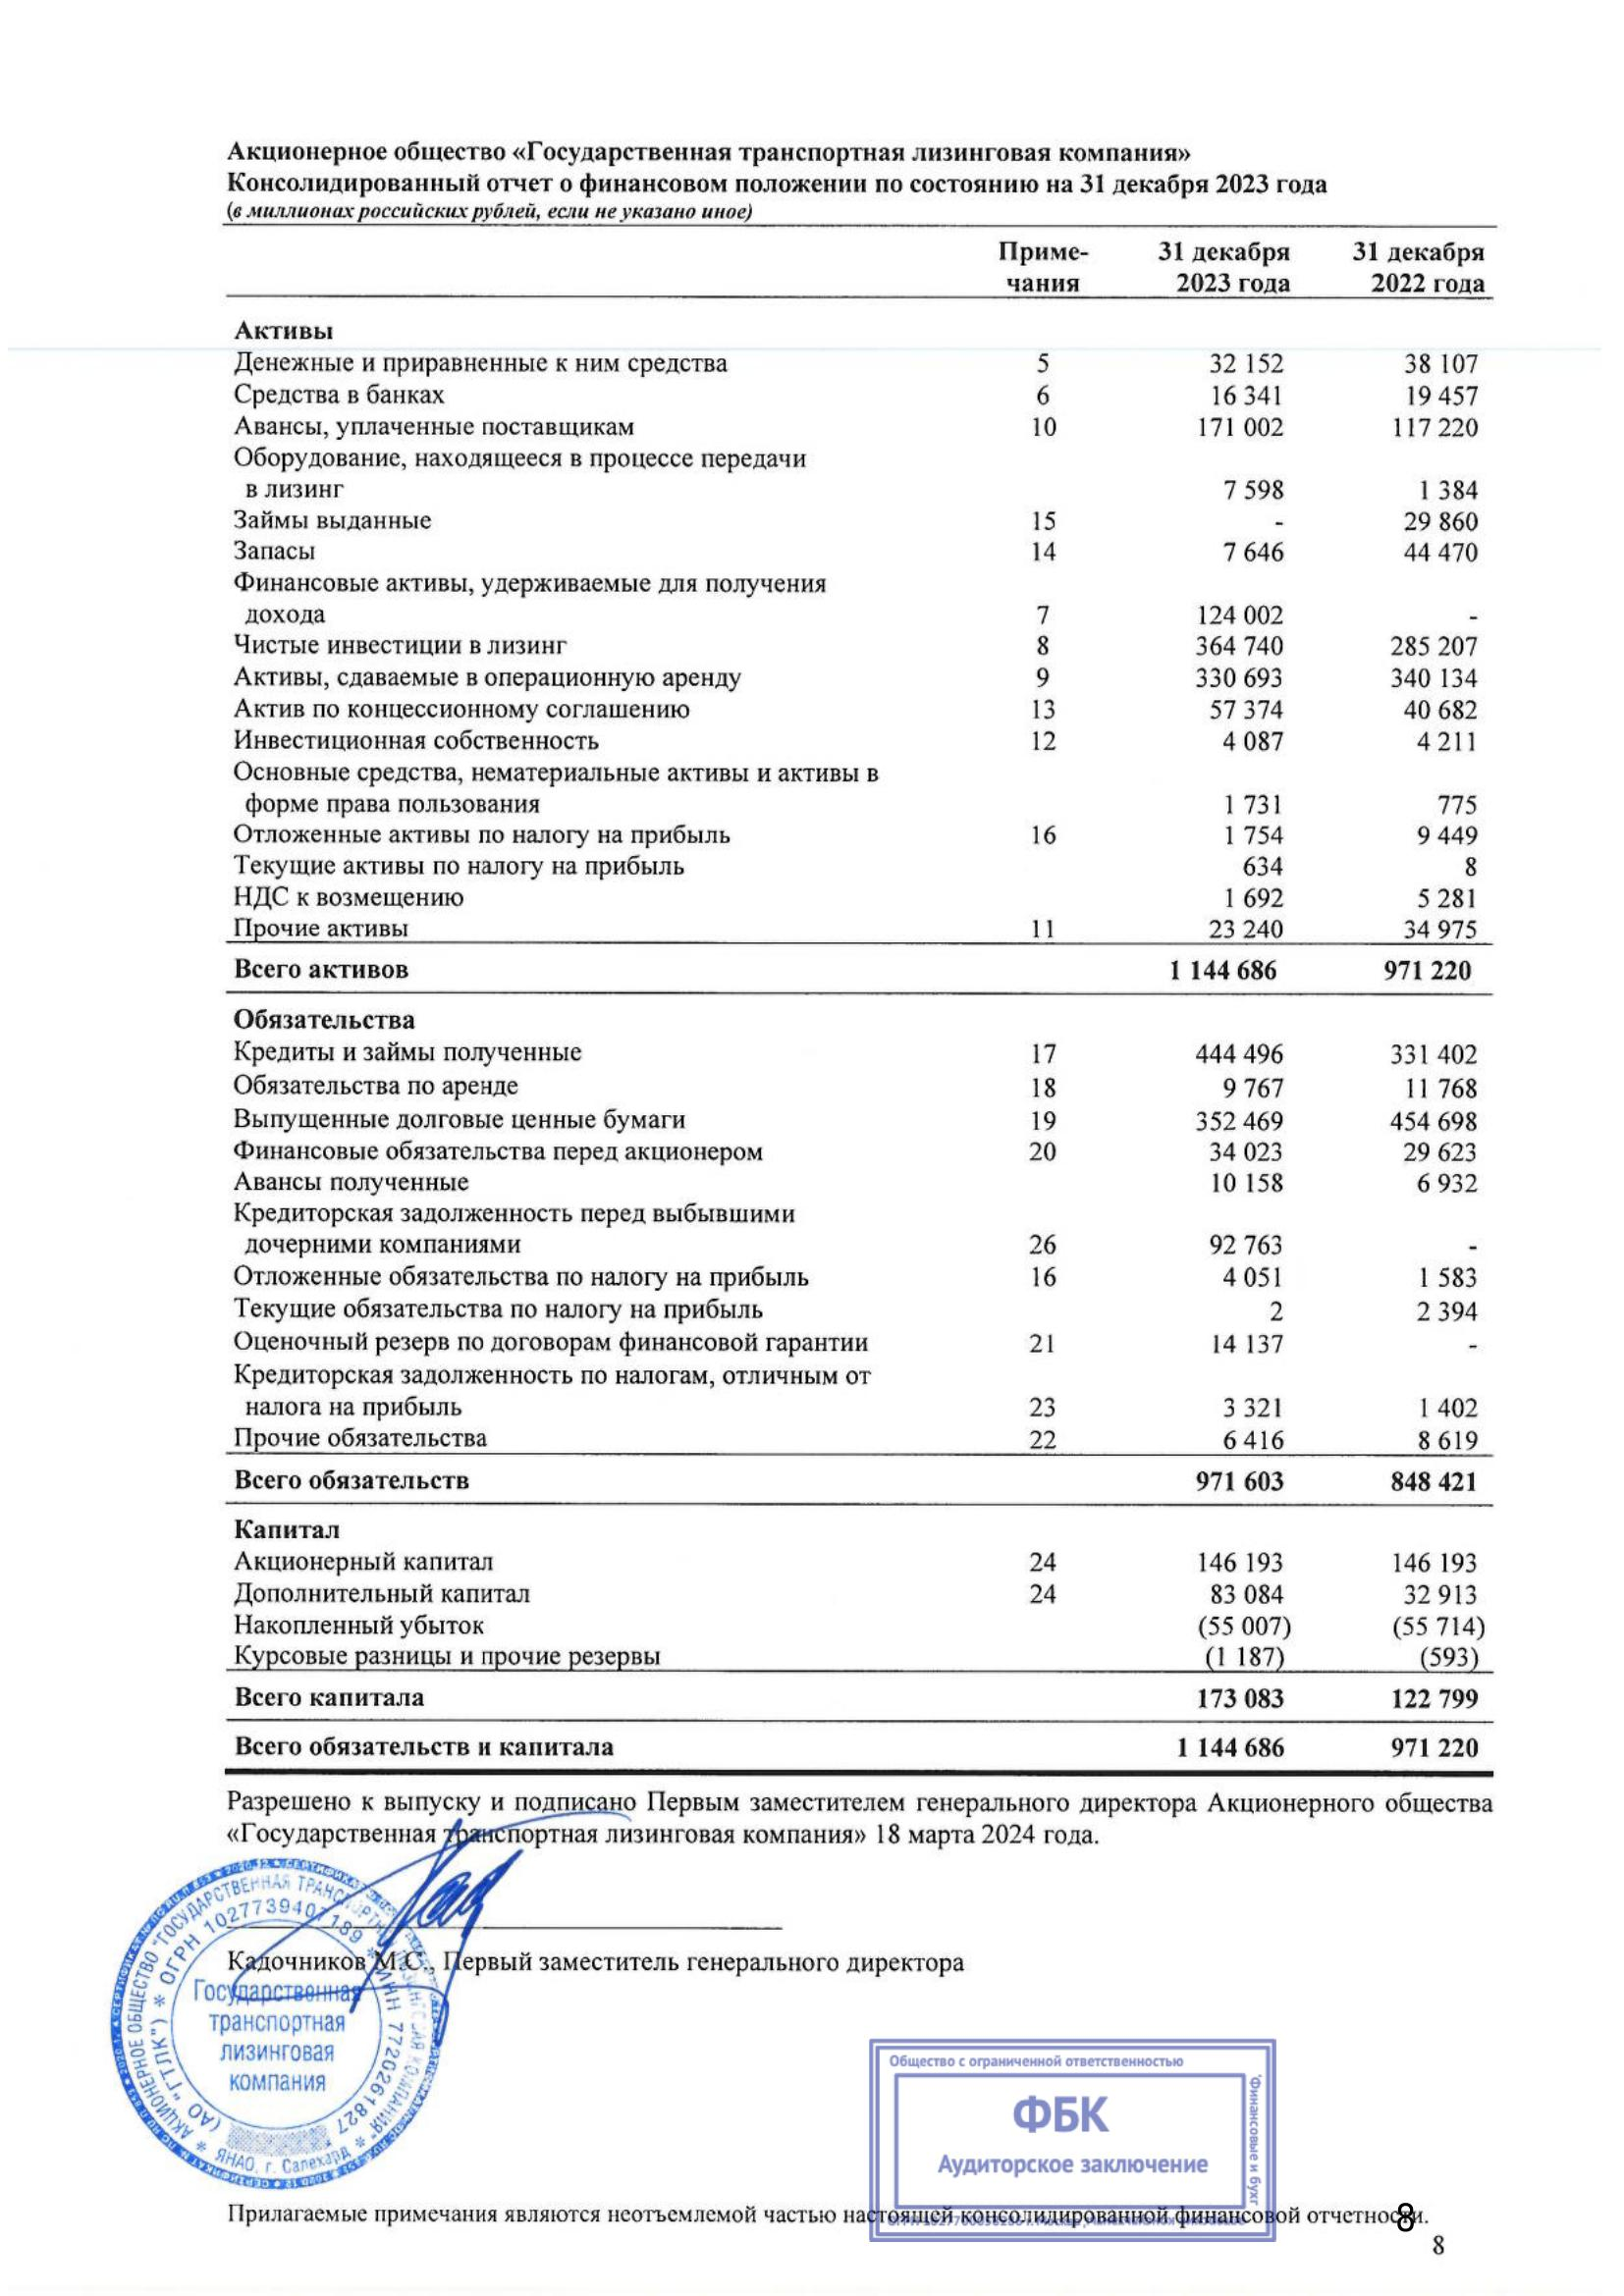 Акционерное общество «Государственная транспортная лизинговая компания»
Консолидированный отчет о финансовом положении по состоянию на 31 декабря 2023 года
(в миллионах российских рублей, если не указано иное)
Приме- 31 декабря 31 декабря
чания 2023 года 2022 года
Активы
Денежные и приравненные к ним средства 5 32 152 38 107
Средства в банках 6 16 341 19 457
Авансы, уплаченные поставщикам 10 171 002 117 220
Оборудование, находящееся в процессе передачи
в лизинг 7 598 1 384
Займы выданные 15 - 29 860
Запасы 14 7 646 44 470
Финансовые активы, удерживаемые для получения
дохода 7 124 002 -
Чистые инвестиции в лизинг 8 364 740 285 207
Активы, сдаваемые в операционную аренду 9 330 693 340 134
Актив по концессионному соглашению 13 57 374 40 682
Инвестиционная собственность 12 4 087 4 211
Основные средства, нематериальные активы и активы в
форме права пользования 1 731 775
Отложенные активы по налогу на прибыль 16 1 754 9 449
Текущие активы по налогу на прибыль 634 8
НДС к возмещению 1 692 5 281
Прочие активы 11 23 240 34 975
Всего активов 1 144 686 971 220
Обязательства
Кредиты и займы полученные 17 444 496 331 402
Обязательства по аренде 18 9 767 11 768
Выпущенные долговые ценные бумаги 19 352 469 454 698
Финансовые обязательства перед акционером 20 34 023 29 623
Авансы полученные 10 158 6 932
Кредиторская задолженность перед выбывшими
дочерними компаниями 26 92 763 -
Отложенные обязательства по налогу на прибыль 16 4 051 1 583
Текущие обязательства по налогу на прибыль 2 2 394
Оценочный резерв по договорам финансовой гарантии 21 14 137 -
Кредиторская задолженность по налогам, отличным от
налога на прибыль 23 3 321 1 402
Прочие обязательства 22 6 416 8 619
Всего обязательств 971 603 848 421
Капитал
Акционерный капитал 24 146 193 146 193
Дополнительный капитал 24 83 084 32 913
Накопленный убыток (55 007) (55 714)
Курсовые разницы и прочие резервы (1 187) (593)
Всего капитала 173 083 122 799
Всего обязательств и капитала 1 144 686 971 220
Разрешено к выпуску и подписано Первым заместителем генерального директора Акционерного общества
«Государственная транспортная лизинговая компания» 18 марта 2024 года.
Кадочников М.С., Первый заместитель генерального директора
АКЦИОНЕРНОЕ ОБЩЕСТВО "ГОСУДАРСТВЕННАЯ ТРАНСПОРТНАЯ ЛИЗИНГОВАЯ КОМПАНИЯ"
(АО "ГТЛК") * ОГРН 1027739407189 * ИНН 7720261827 *
ЯНАО, г. Салехард
Государственная
транспортная
лизинговая
компания
Общество с ограниченной ответственностью
ФБК
Аудиторское заключение
Финансовые и бухг
Прилагаемые примечания являются неотъемлемой частью настоящей консолидированной финансовой отчетности.
8
8